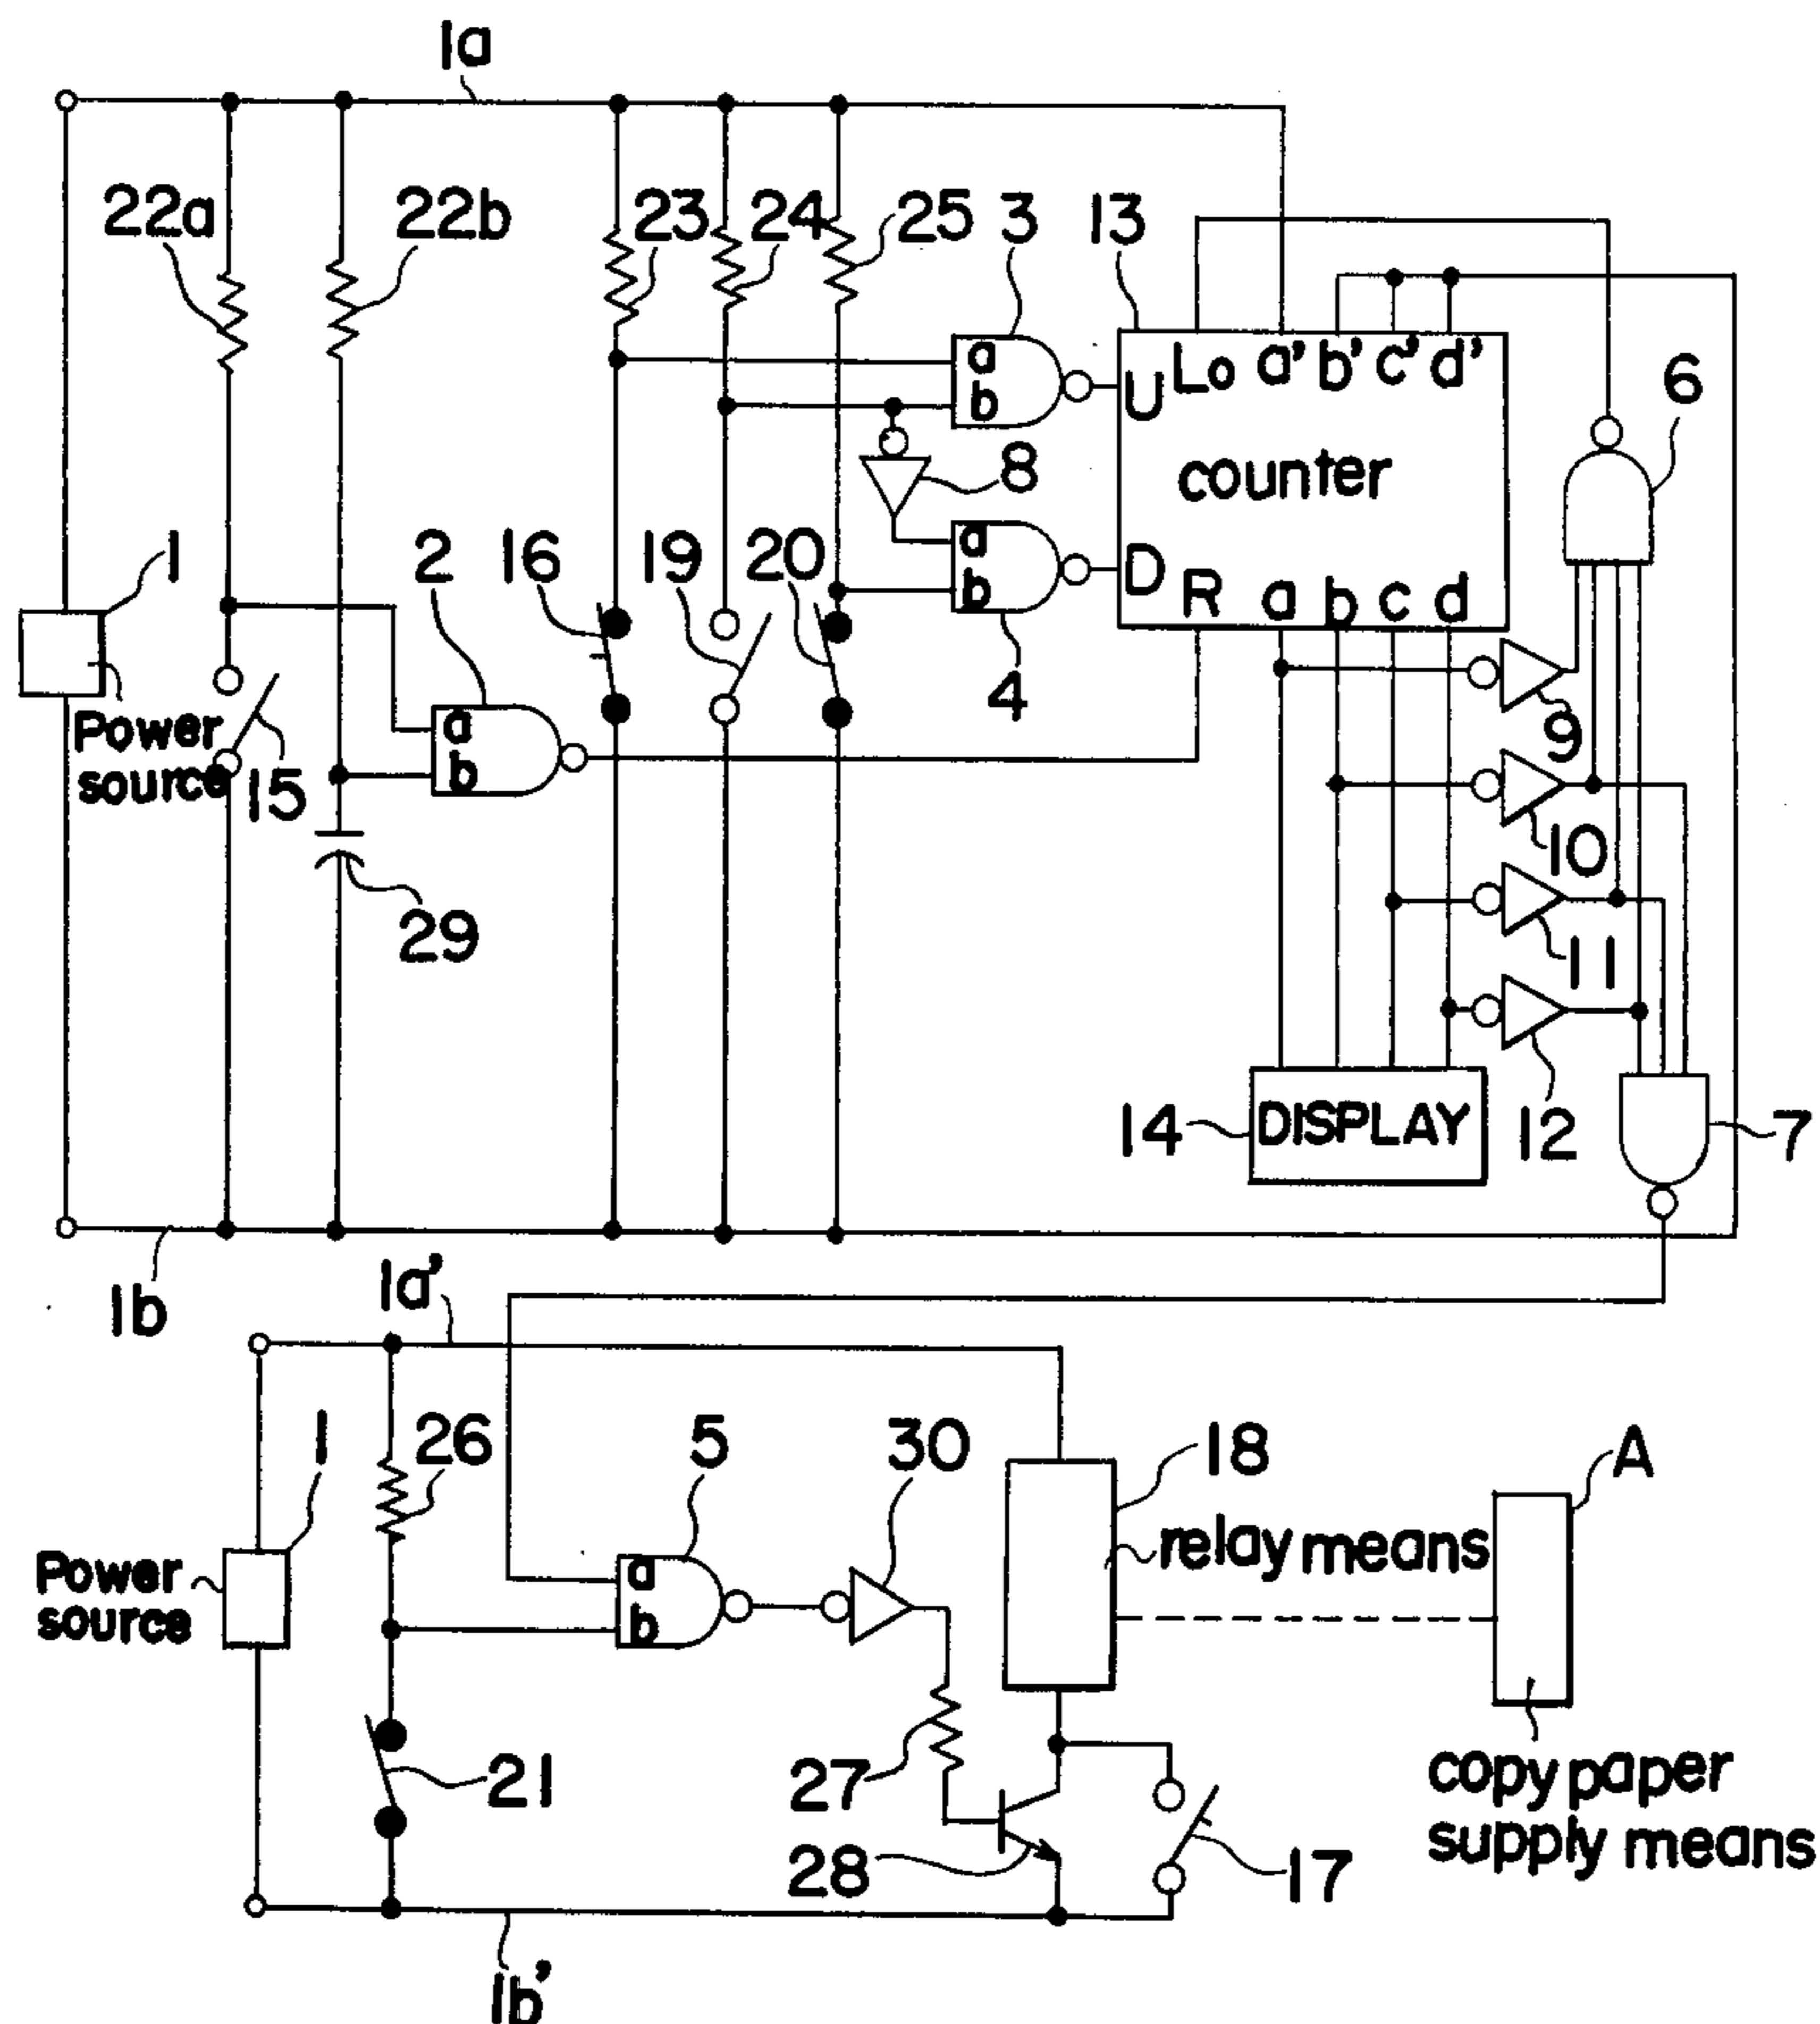 1a
22a
22b
23
24
25
3
13
a
b
U
Lo
a'
b'
c'
d'
6
counter
8
1
2
16
19
20
a
b
D
R
a
b
c
d
4
9
Power
source
15
a
b
10
29
11
14
DISPLAY
12
7
1b
1a'
1
26
5
30
18
A
Power
source
a
b
relay means
21
27
28
17
copy paper
supply means
1b'